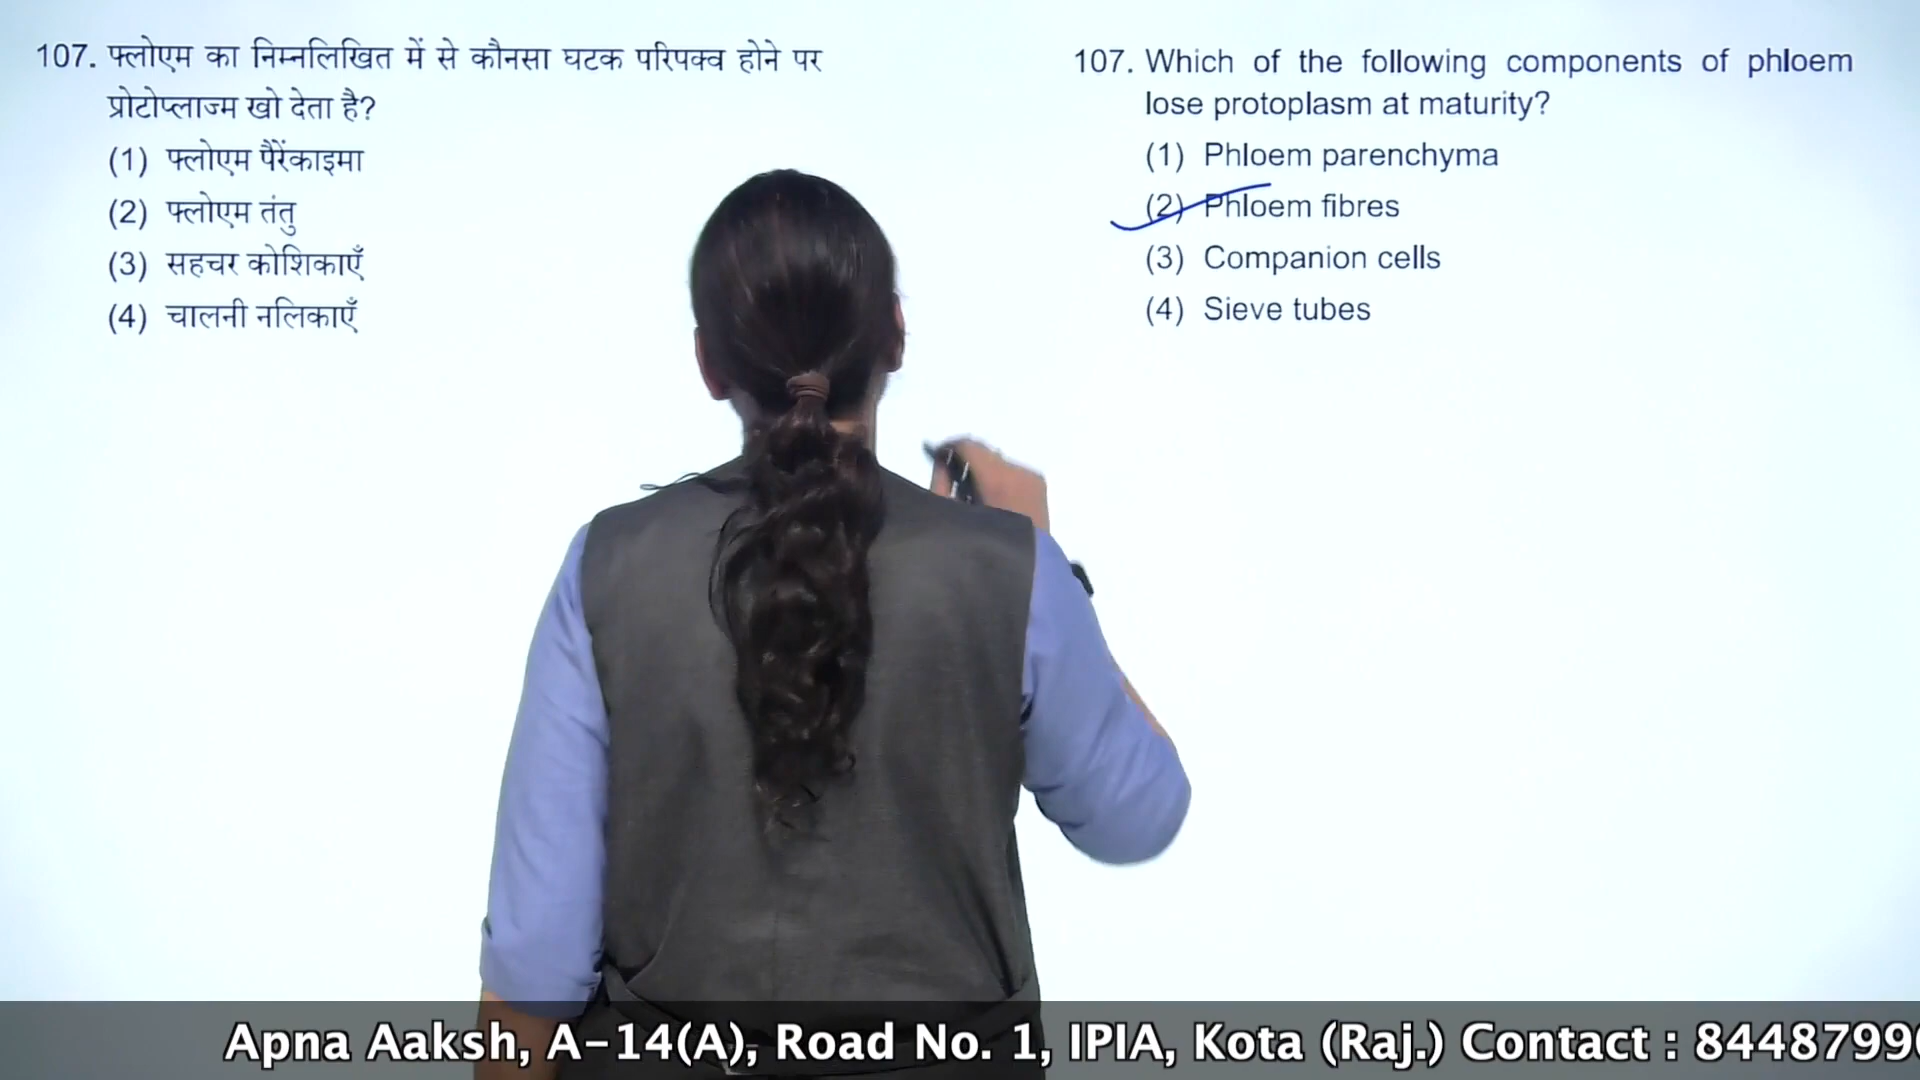 107. फ्लोएम का निम्नलिखित में से कौनसा घटक परिपक्व होने पर
प्रोटोप्लाज्म खो देता है?
(1) फ्लोएम पैरेंकाइमा
(2) फ्लोएम तंतु
(3) सहचर कोशिकाएँ
(4) चालनी नलिकाएँ
107. Which of the following components of phloem
lose protoplasm at maturity?
(1) Phloem parenchyma
(2) Phloem fibres
(3) Companion cells
(4) Sieve tubes
Apna Aaksh, A-14(A), Road No. 1, IPIA, Kota (Raj.) Contact : 8448799